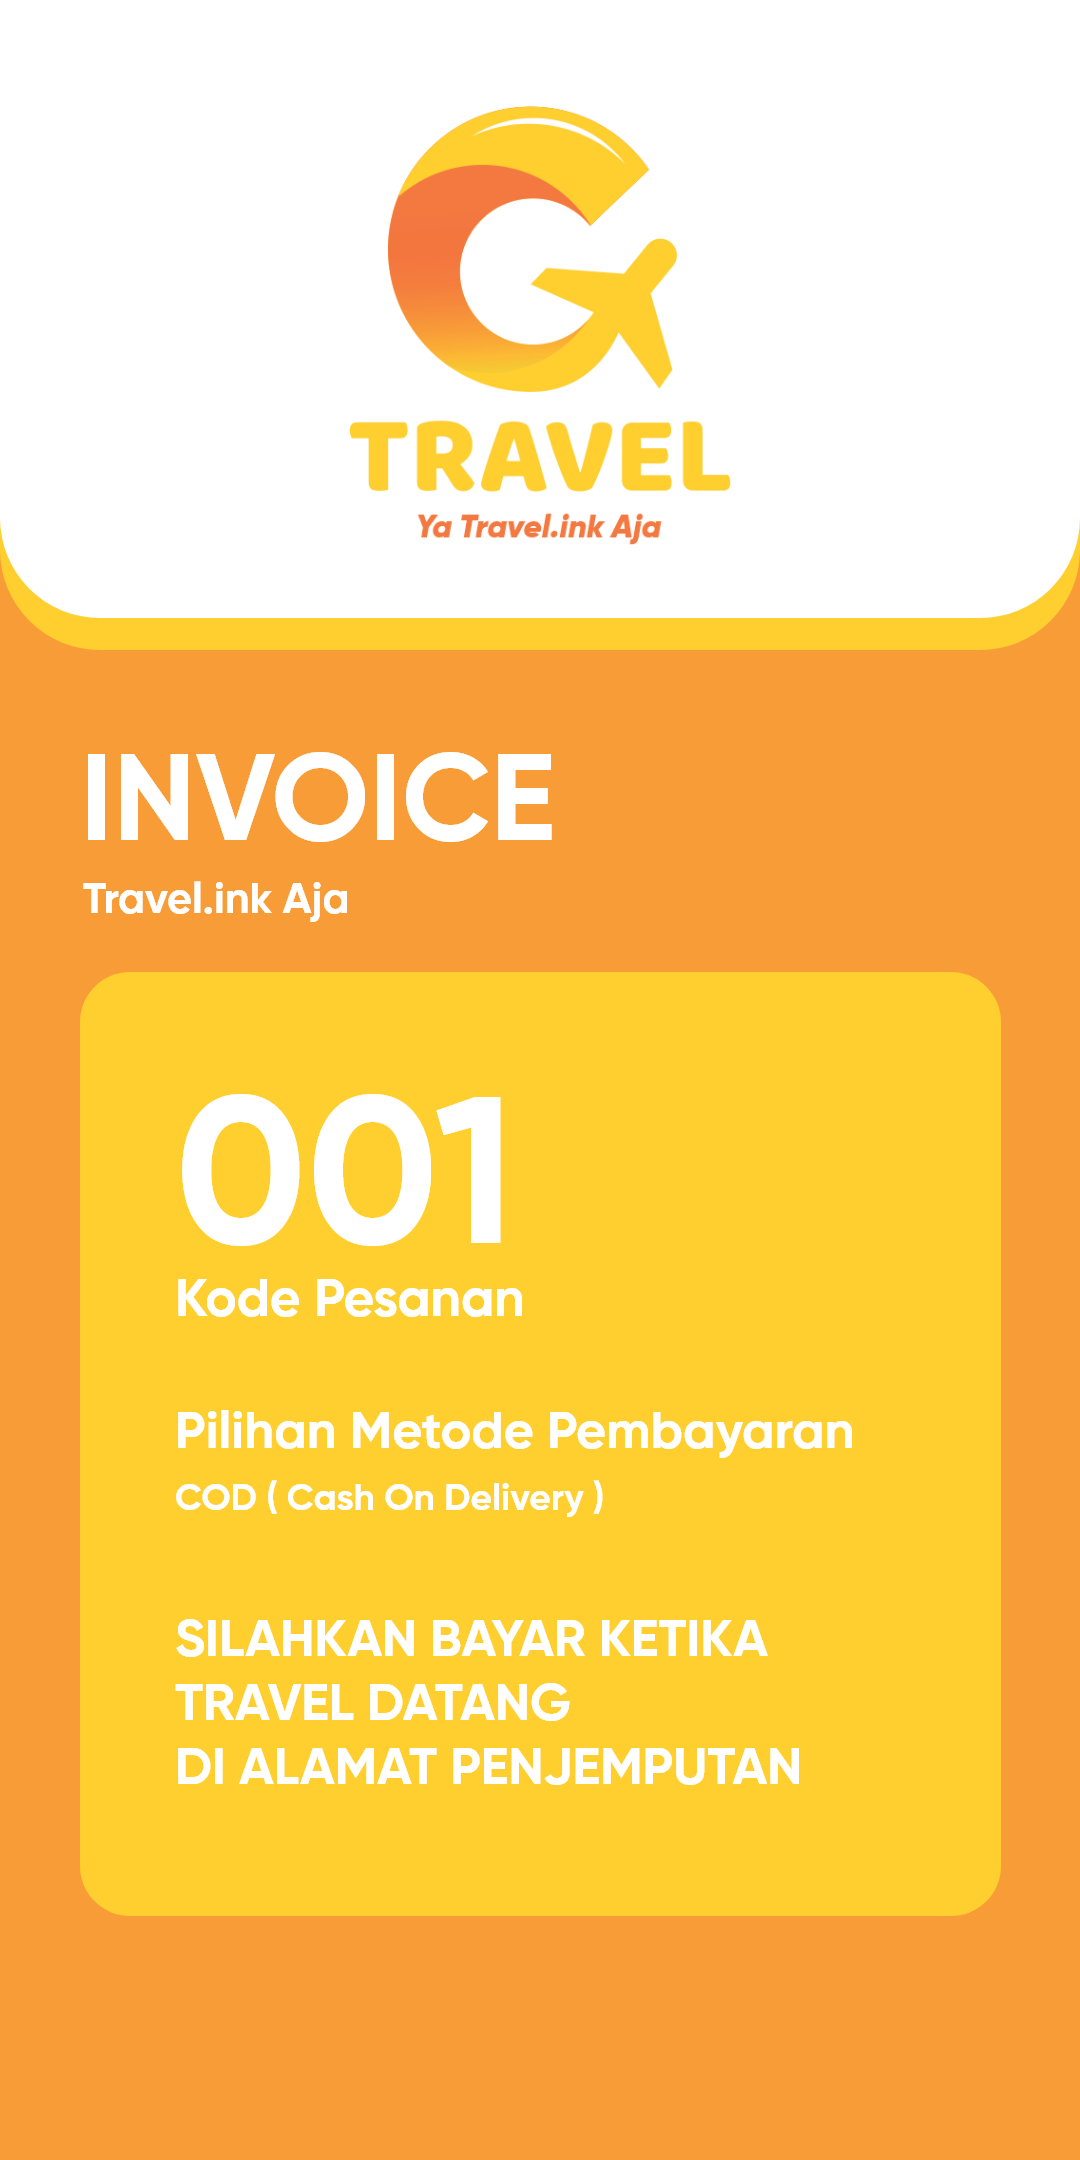 TRAVEL
Ya Travel.ink Aja
INVOICE
Travel.ink Aja
001
Kode Pesanan
Pilihan Metode Pembayaran
COD ( Cash On Delivery )
SILAHKAN BAYAR KETIKA
TRAVEL DATANG
DI ALAMAT PENJEMPUTAN